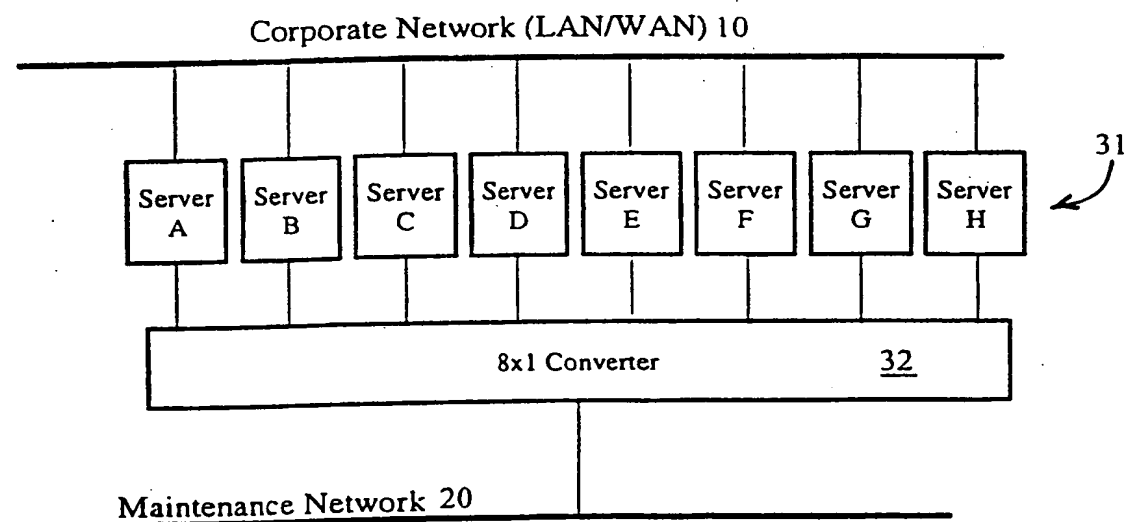 Corporate Network (LAN/WAN) 10
31
Server A
Server B
Server C
Server D
Server E
Server F
Server G
Server H
8x1 Converter 32
Maintenance Network 20